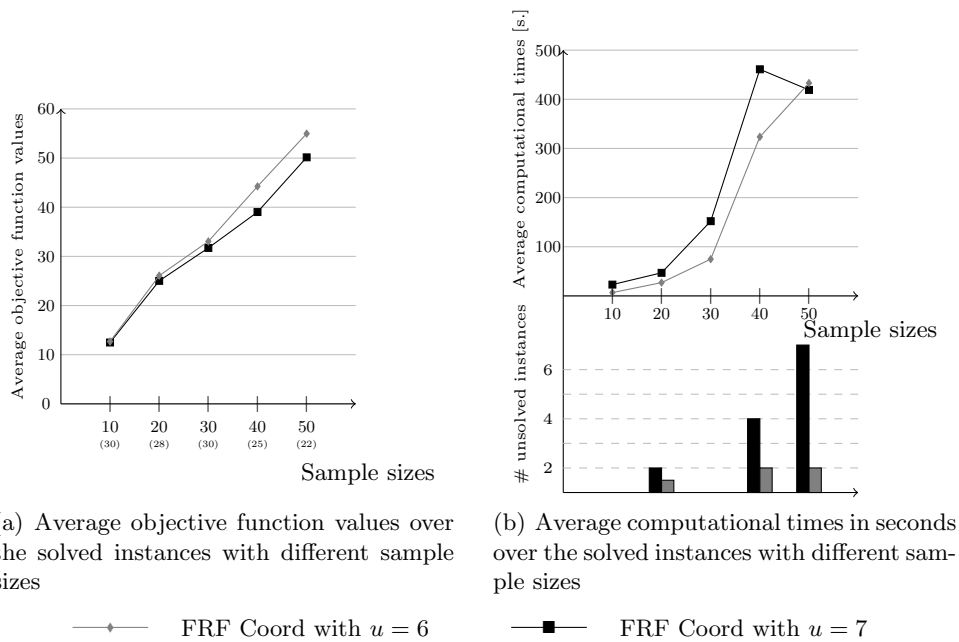 Average objective function values
60
50
40
30
20
10
0
10 20 30 40 50
(30) (28) (30) (25) (22)
Sample sizes
Average computational times [s.]
500
400
300
200
100
10 20 30 40 50
Sample sizes
# unsolved instances
6
4
2
a) Average objective function values over
he solved instances with different sample
sizes
(b) Average computational times in seconds
over the solved instances with different sam-
ple sizes
FRF Coord with u = 6
FRF Coord with u = 7